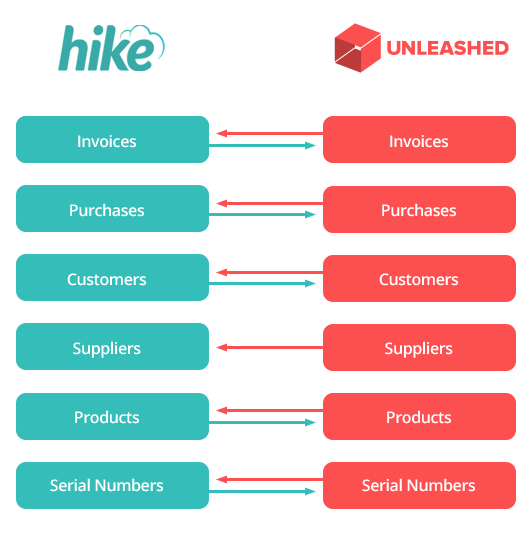 hike UNLEASHED
Invoices Invoices
Purchases Purchases
Customers Customers
Suppliers Suppliers
Products Products
Serial Numbers Serial Numbers